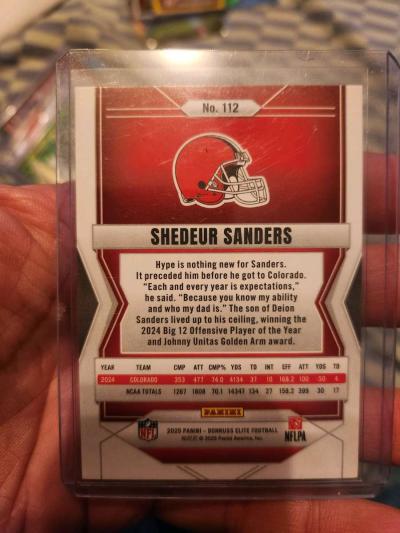 No. 112
SHEDEUR SANDERS
Hype is nothing new for Sanders.
It preceded him before he got to Colorado.
"Each and every year is expectations,"
he said. "Because you know my ability
and who my dad is." The son of Deion
Sanders lived up to his ceiling, winning the
2024 Big 12 Offensive Player of the Year
and Johnny Unitas Golden Arm award.
YEAR TEAM CMP ATT CMP% YDS TD INT EFF ATT YDS TD
2024 COLORADO 353 477 74.0 4134 37 10 168.2 100 -50 4
NCAA TOTALS 1267 1808 70.1 14347 134 27 158.2 399 -30 17
PANINI
NFL
2025 PANINI – DONRUSS ELITE FOOTBALL
© 2025 Panini America, Inc.
NFLPA